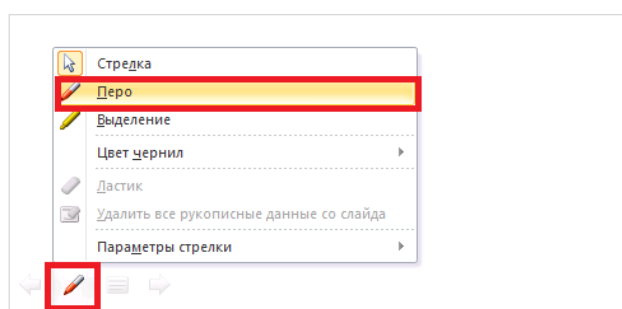 Стрелка
Перо
Выделение
Цвет чернил
Ластик
Удалить все рукописные данные со слайда
Параметры стрелки